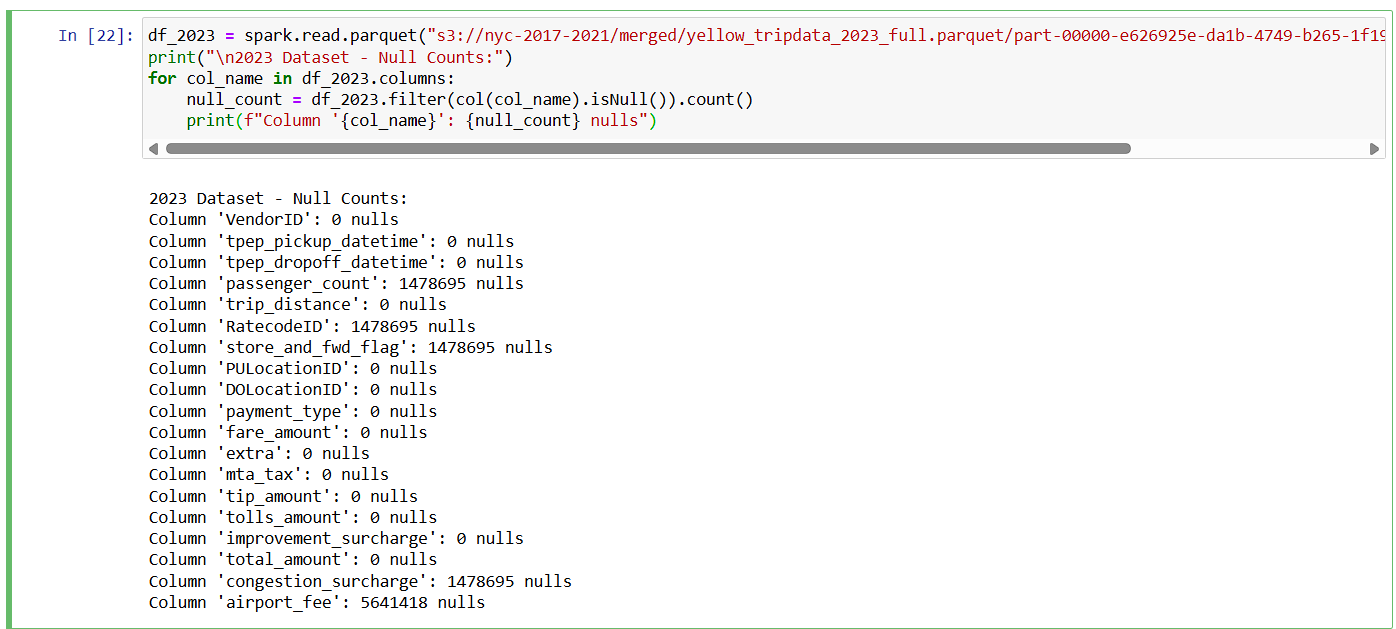 In [22]: df_2023 = spark.read.parquet("s3://nyc-2017-2021/merged/yellow_tripdata_2023_full.parquet/part-00000-e626925e-da1b-4749-b265-1f19
print("\n2023 Dataset - Null Counts:")
for col_name in df_2023.columns:
    null_count = df_2023.filter(col(col_name).isNull()).count()
    print(f"Column '{col_name}': {null_count} nulls")
2023 Dataset - Null Counts:
Column 'VendorID': 0 nulls
Column 'tpep_pickup_datetime': 0 nulls
Column 'tpep_dropoff_datetime': 0 nulls
Column 'passenger_count': 1478695 nulls
Column 'trip_distance': 0 nulls
Column 'RatecodeID': 1478695 nulls
Column 'store_and_fwd_flag': 1478695 nulls
Column 'PULocationID': 0 nulls
Column 'DOLocationID': 0 nulls
Column 'payment_type': 0 nulls
Column 'fare_amount': 0 nulls
Column 'extra': 0 nulls
Column 'mta_tax': 0 nulls
Column 'tip_amount': 0 nulls
Column 'tolls_amount': 0 nulls
Column 'improvement_surcharge': 0 nulls
Column 'total_amount': 0 nulls
Column 'congestion_surcharge': 1478695 nulls
Column 'airport_fee': 5641418 nulls